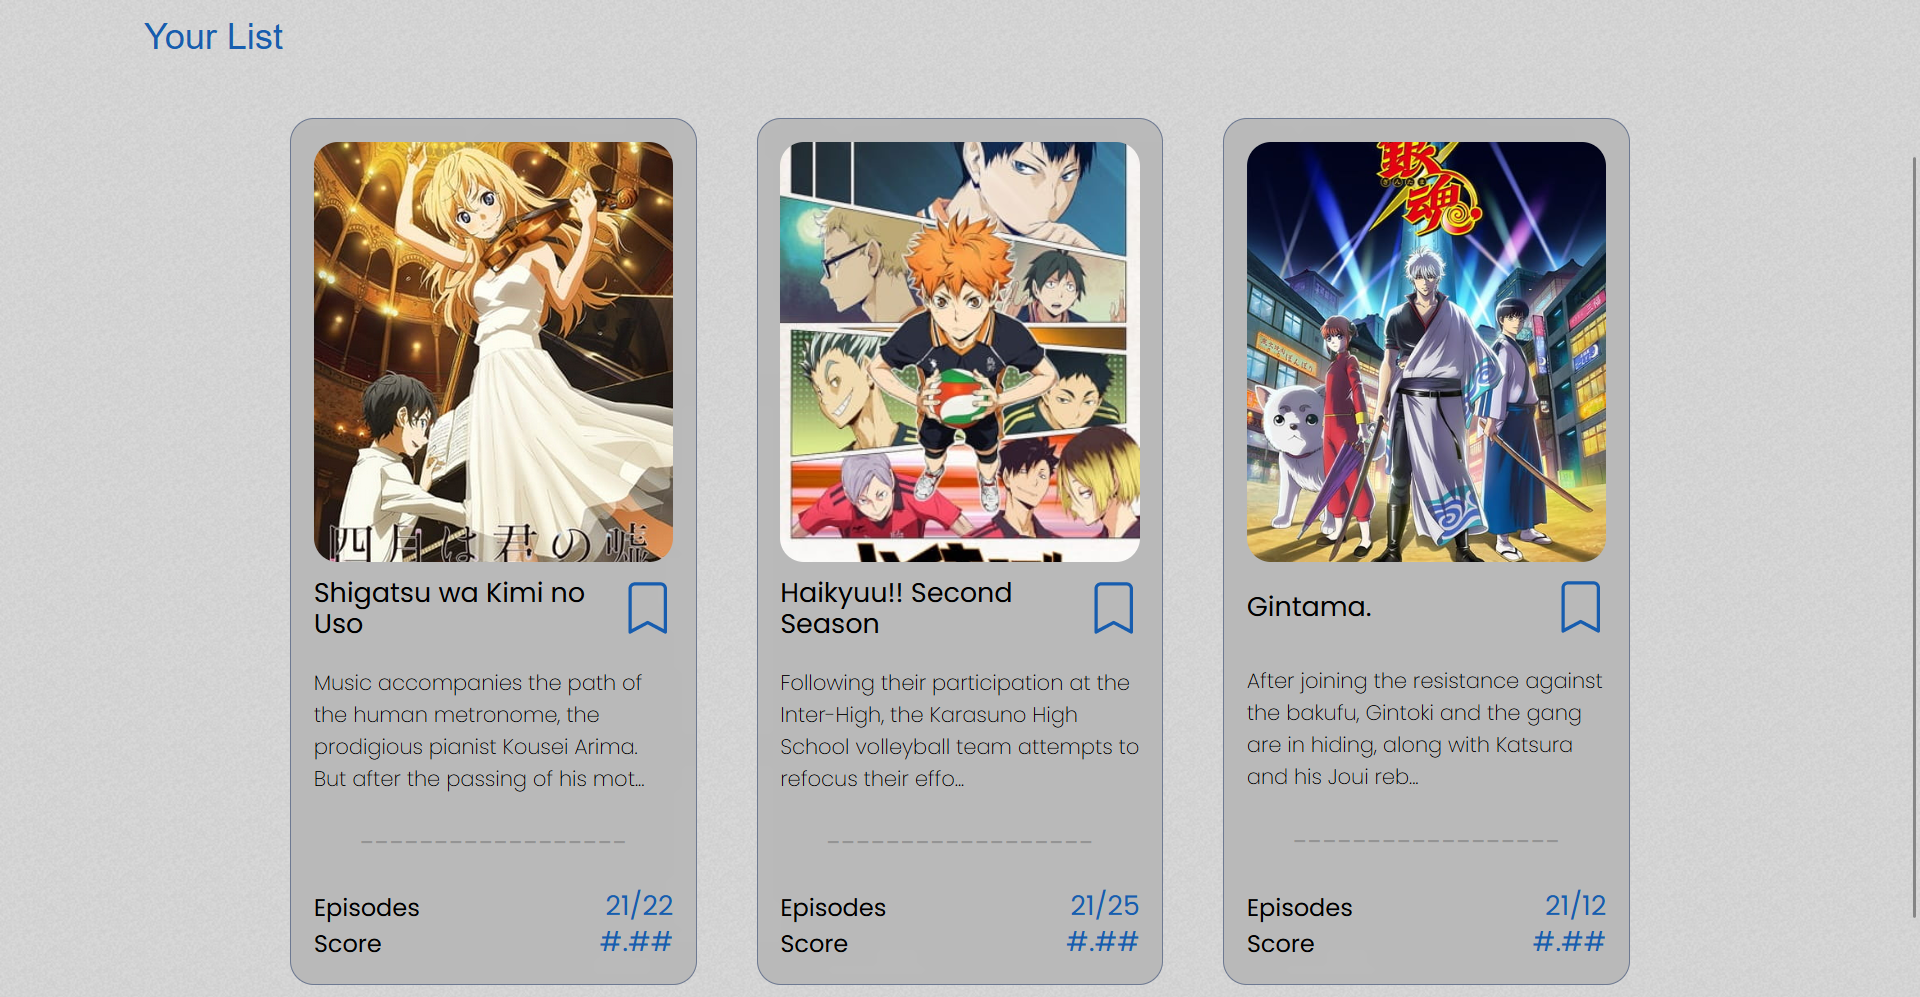 Your List
四月は君の嘘
銀
ぎんたま
魂
Shigatsu wa Kimi no
Uso
Haikyuu!! Second
Season
Gintama.
Music accompanies the path of
the human metronome, the
prodigious pianist Kousei Arima.
But after the passing of his mot...
Following their participation at the
Inter-High, the Karasuno High
School volleyball team attempts to
refocus their effo...
After joining the resistance against
the bakufu, Gintoki and the gang
are in hiding, along with Katsura
and his Joui reb...
Episodes 21/22
Score #.##
Episodes 21/25
Score #.##
Episodes 21/12
Score #.##